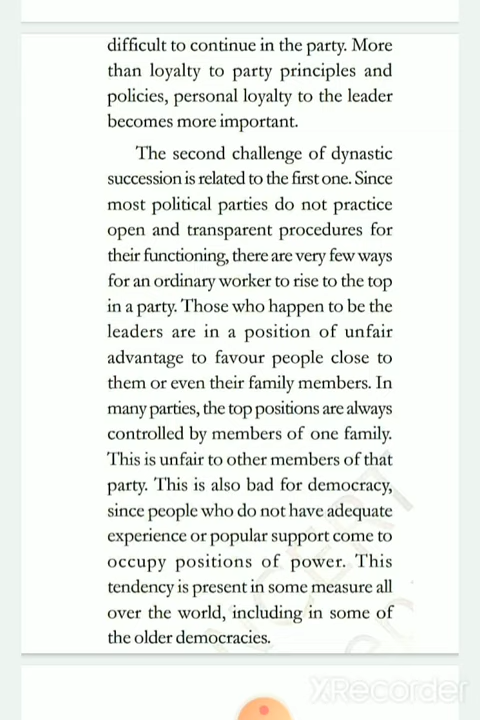 difficult to continue in the party. More
than loyalty to party principles and
policies, personal loyalty to the leader
becomes more important.
The second challenge of dynastic
succession is related to the first one. Since
most political parties do not practice
open and transparent procedures for
their functioning, there are very few ways
for an ordinary worker to rise to the top
in a party. Those who happen to be the
leaders are in a position of unfair
advantage to favour people close to
them or even their family members. In
many parties, the top positions are always
controlled by members of one family.
This is unfair to other members of that
party. This is also bad for democracy,
since people who do not have adequate
experience or popular support come to
occupy positions of power. This
tendency is present in some measure all
over the world, including in some of
the older democracies.
XRecorder